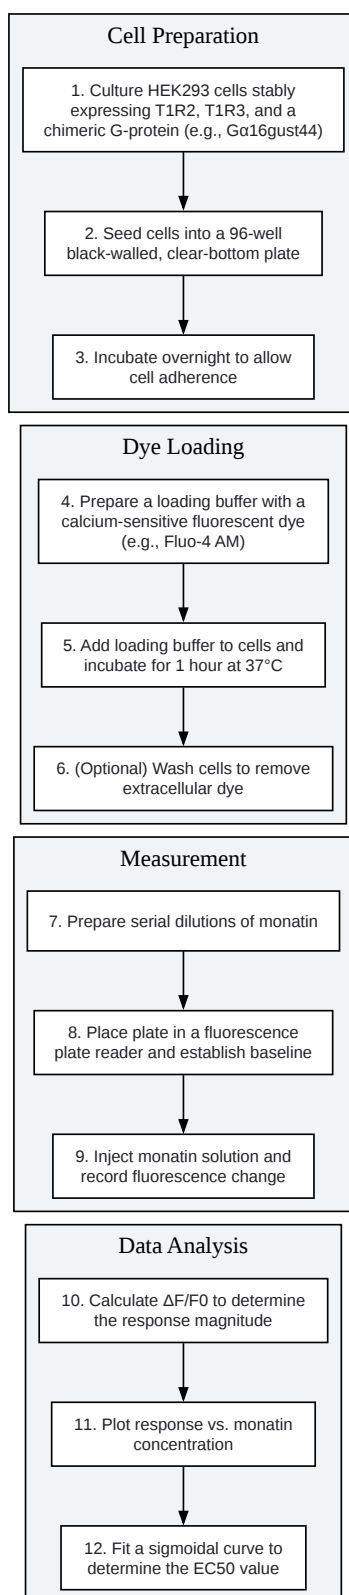 Cell Preparation
1. Culture HEK293 cells stably
expressing T1R2, T1R3, and a
chimeric G-protein (e.g., Gα16gust44)
2. Seed cells into a 96-well
black-walled, clear-bottom plate
3. Incubate overnight to allow
cell adherence
Dye Loading
4. Prepare a loading buffer with a
calcium-sensitive fluorescent dye
(e.g., Fluo-4 AM)
5. Add loading buffer to cells and
incubate for 1 hour at 37°C
6. (Optional) Wash cells to remove
extracellular dye
Measurement
7. Prepare serial dilutions of monatin
8. Place plate in a fluorescence
plate reader and establish baseline
9. Inject monatin solution and
record fluorescence change
Data Analysis
10. Calculate ΔF/F0 to determine
the response magnitude
11. Plot response vs. monatin
concentration
12. Fit a sigmoidal curve to
determine the EC50 value